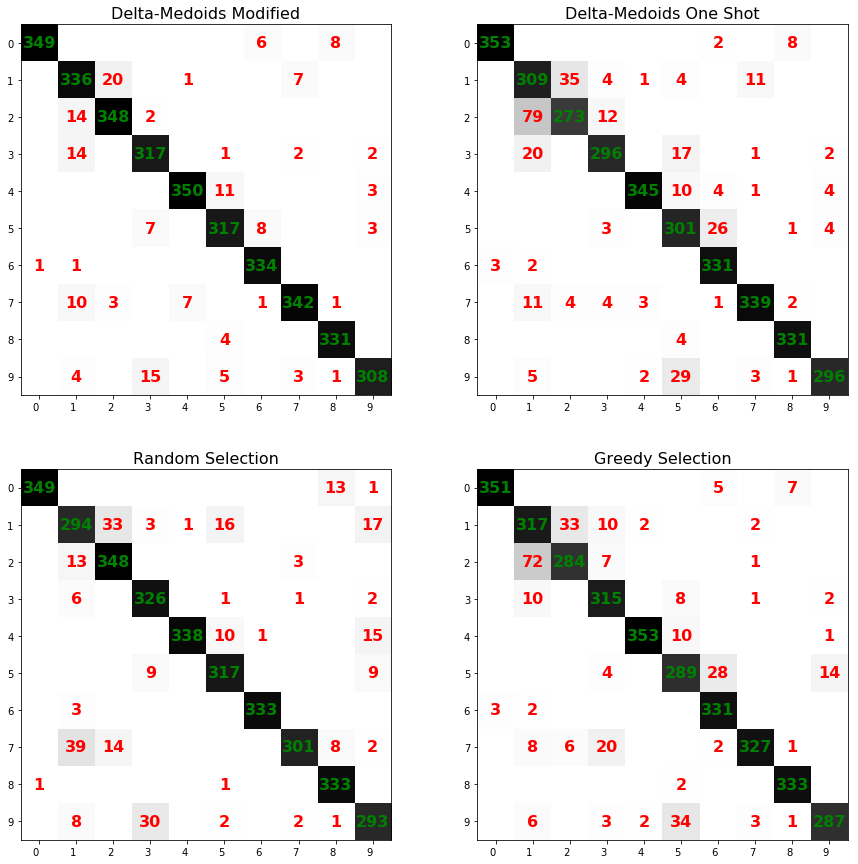 Delta-Medoids Modified
0 349 6 8
1 336 20 1 7
2 14 348 2
3 14 317 1 2 2
4 350 11 3
5 7 317 8 3
6 1 1 334
7 10 3 7 1 342 1
8 4 331
9 4 15 5 3 1 308
0 1 2 3 4 5 6 7 8 9
Delta-Medoids One Shot
0 353 2 8
1 309 35 4 1 4 11
2 79 273 12
3 20 296 17 1 2
4 345 10 4 1 4
5 3 301 26 1 4
6 3 2 331
7 11 4 4 3 1 339 2
8 4 331
9 5 2 29 3 1 296
0 1 2 3 4 5 6 7 8 9
Random Selection
0 349 13 1
1 294 33 3 1 16 17
2 13 348 3
3 6 326 1 1 2
4 338 10 1 15
5 9 317 9
6 3 333
7 39 14 301 8 2
8 1 1 333
9 8 30 2 2 1 293
0 1 2 3 4 5 6 7 8 9
Greedy Selection
0 351 5 7
1 317 33 10 2 2
2 72 284 7 1
3 10 315 8 1 2
4 353 10 1
5 4 289 28 14
6 3 2 331
7 8 6 20 2 327 1
8 2 333
9 6 3 2 34 3 1 287
0 1 2 3 4 5 6 7 8 9